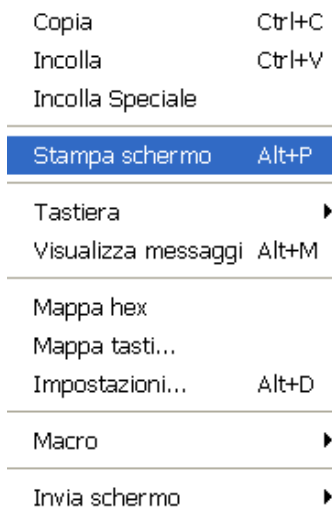 Copia Ctrl+C
Incolla Ctrl+V
Incolla Speciale
Stampa schermo Alt+P
Tastiera
Visualizza messaggi Alt+M
Mappa hex
Mappa tasti...
Impostazioni... Alt+D
Macro
Invia schermo